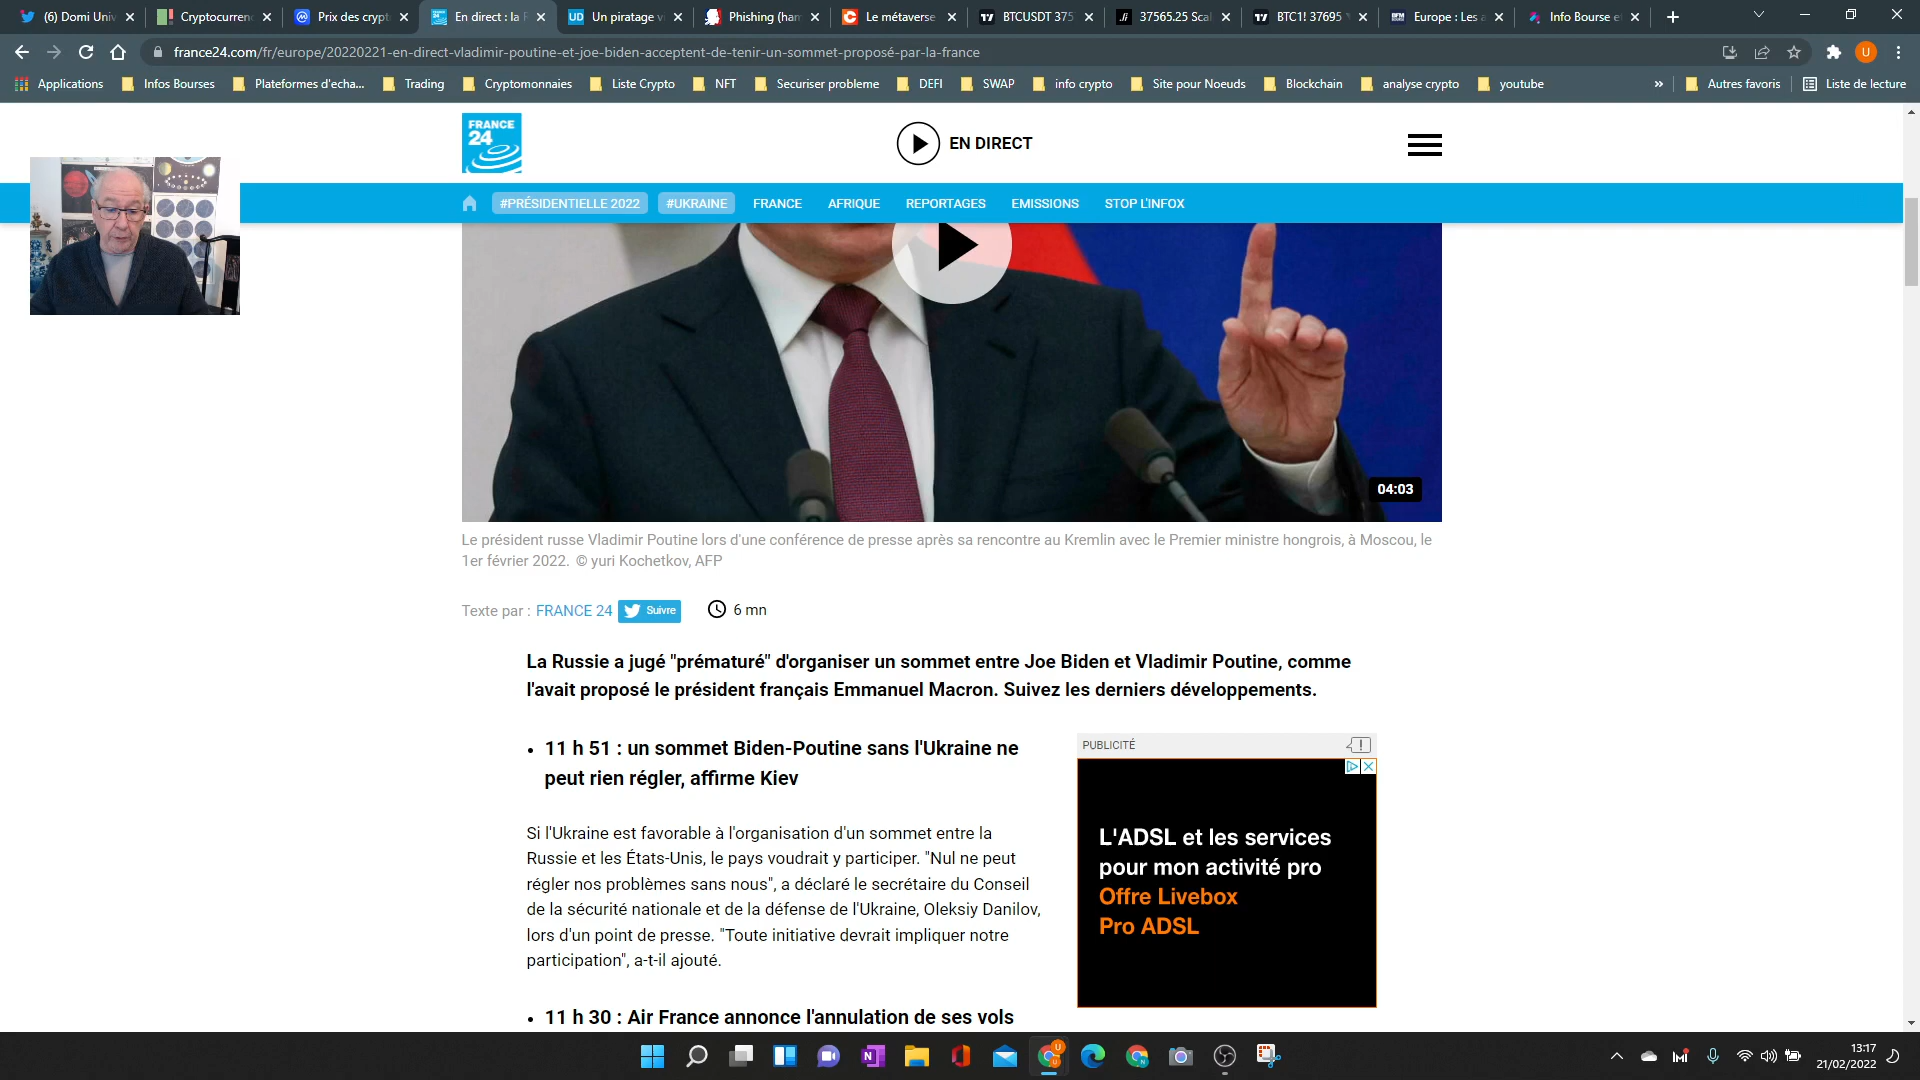 (6) Domi Univ
Cryptocurren
Prix des crypt
En direct : la F
Un piratage v
Phishing (ham
Le métaverse
BTCUSDT 375
37565.25 Scal
BTC1! 37695
Europe : Les a
Info Bourse e
france24.com/fr/europe/20220221-en-direct-vladimir-poutine-et-joe-biden-acceptent-de-tenir-un-sommet-proposé-par-la-france
U
Applications
Infos Bourses
Plateformes d'echa...
Trading
Cryptomonnaies
Liste Crypto
NFT
Securiser probleme
DEFI
SWAP
info crypto
Site pour Noeuds
Blockchain
analyse crypto
youtube
»
Autres favoris
Liste de lecture
FRANCE
24
EN DIRECT
#PRÉSIDENTIELLE 2022
#UKRAINE
FRANCE
AFRIQUE
REPORTAGES
EMISSIONS
STOP L'INFOX
04:03
Le président russe Vladimir Poutine lors d'une conférence de presse après sa rencontre au Kremlin avec le Premier ministre hongrois, à Moscou, le
1er février 2022. © yuri Kochetkov, AFP
Texte par : FRANCE 24 Suivre 6 mn
La Russie a jugé "prématuré" d'organiser un sommet entre Joe Biden et Vladimir Poutine, comme
l'avait proposé le président français Emmanuel Macron. Suivez les derniers développements.
• 11 h 51 : un sommet Biden-Poutine sans l'Ukraine ne
peut rien régler, affirme Kiev
Si l'Ukraine est favorable à l'organisation d'un sommet entre la
Russie et les États-Unis, le pays voudrait y participer. "Nul ne peut
régler nos problèmes sans nous", a déclaré le secrétaire du Conseil
de la sécurité nationale et de la défense de l'Ukraine, Oleksiy Danilov,
lors d'un point de presse. "Toute initiative devrait impliquer notre
participation", a-t-il ajouté.
• 11 h 30 : Air France annonce l'annulation de ses vols
PUBLICITÉ
L'ADSL et les services
pour mon activité pro
Offre Livebox
Pro ADSL
13:17
21/02/2022